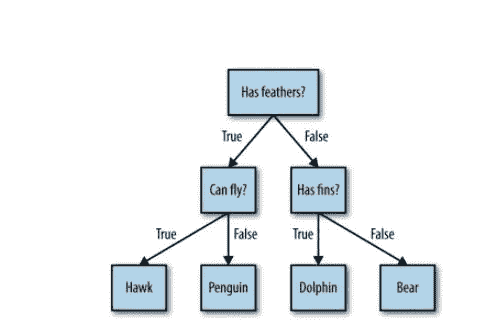 Has feathers?
True
False
Can fly?
Has fins?
True
False
True
False
Hawk
Penguin
Dolphin
Bear